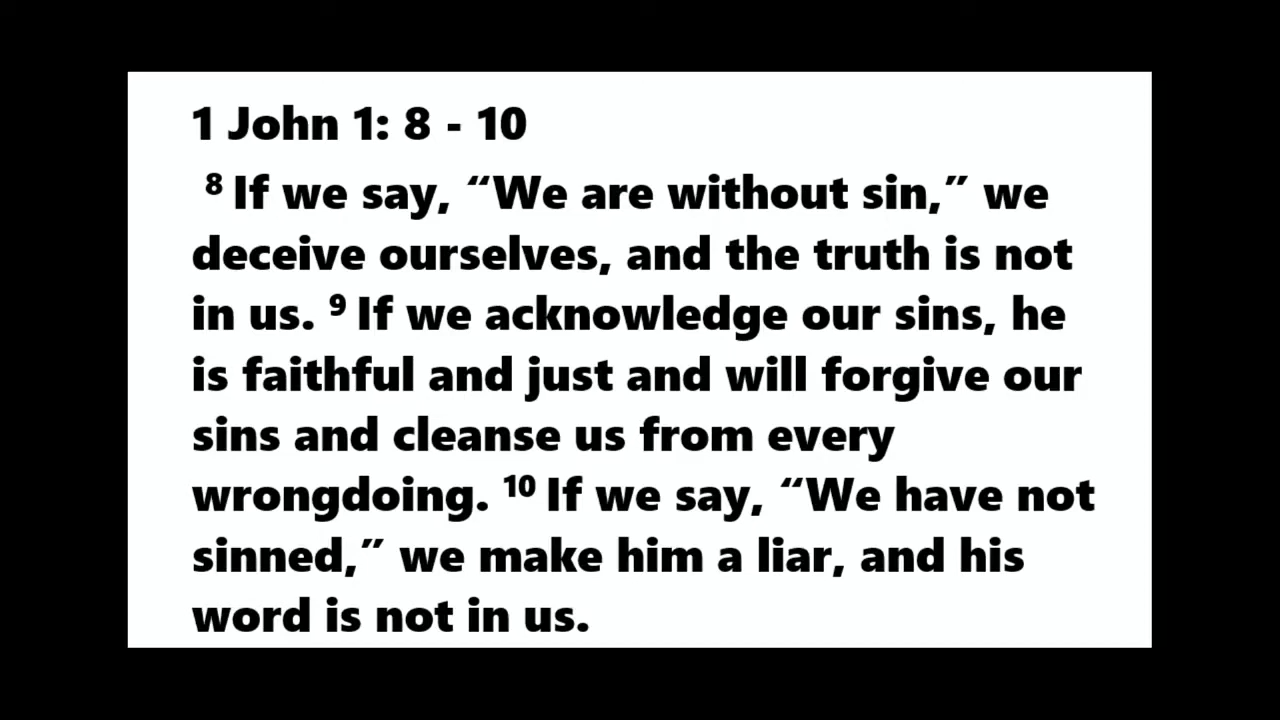 1 John 1: 8 - 10
8 If we say, “We are without sin,” we
deceive ourselves, and the truth is not
in us. 9 If we acknowledge our sins, he
is faithful and just and will forgive our
sins and cleanse us from every
wrongdoing. 10 If we say, “We have not
sinned,” we make him a liar, and his
word is not in us.